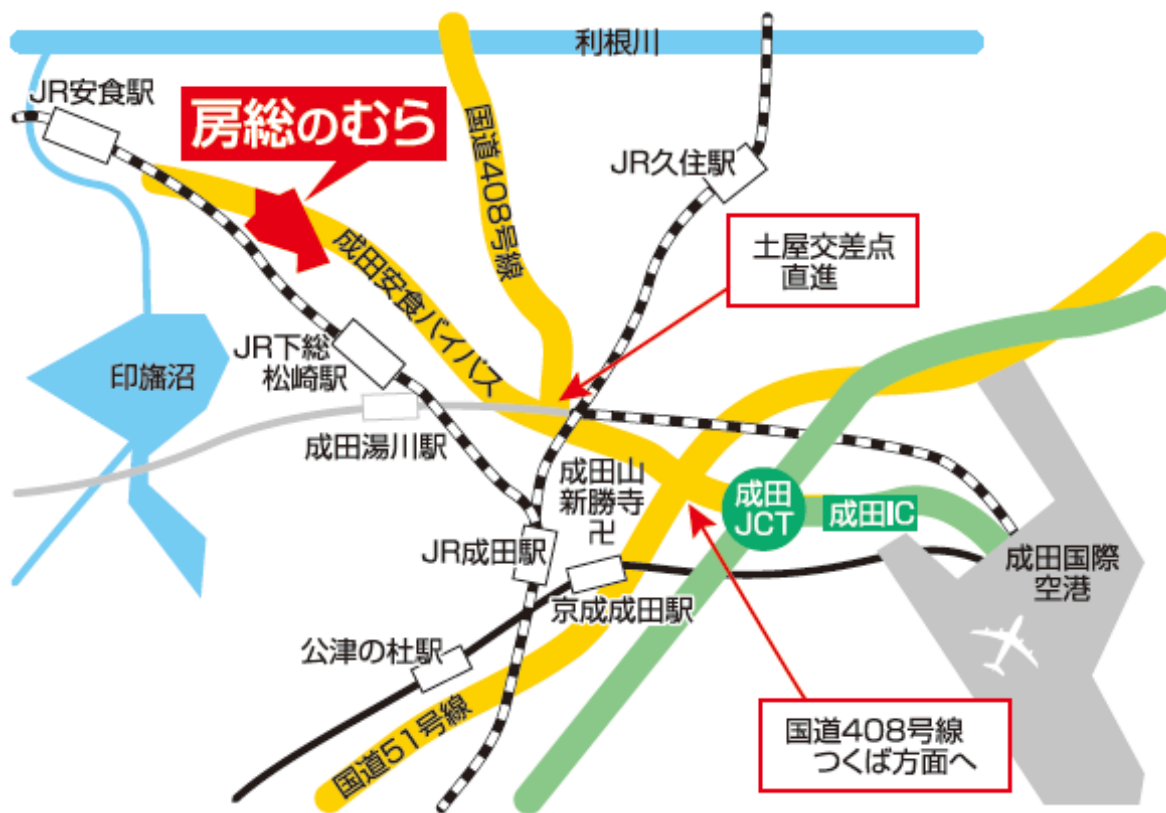 利根川
JR安食駅
房総のむら
国道408号線
JR久住駅
土屋交差点
直進
成田安食バイパス
JR下総
松崎駅
印旛沼
成田湯川駅
成田山
新勝寺
卍
成田
JCT
成田IC
JR成田駅
成田国際
空港
京成成田駅
公津の杜駅
国道51号線
国道408号線
つくば方面へ